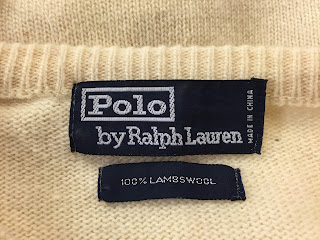 Polo
by Ralph Lauren
MADE IN CHINA
100% LAMBSWOOL